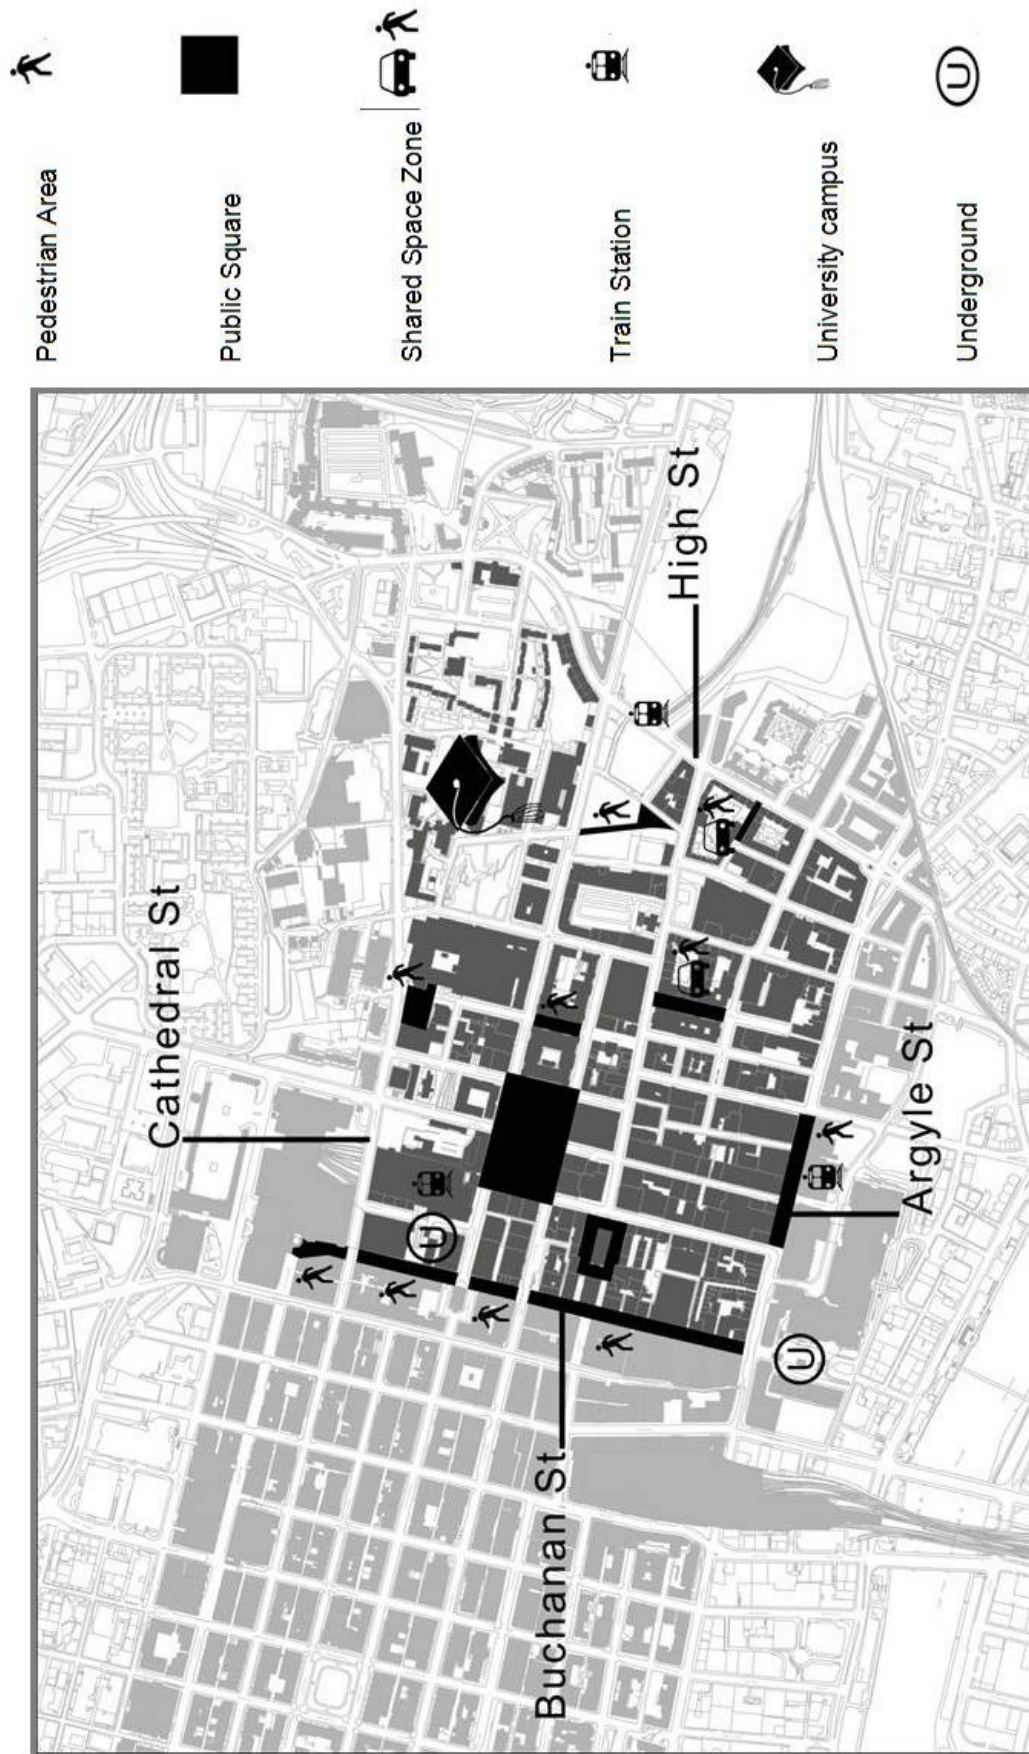 Cathedral St
High St
Buchanan St
Argyle St
U
U
Pedestrian Area
Public Square
Shared Space Zone
Train Station
University campus
Underground
U